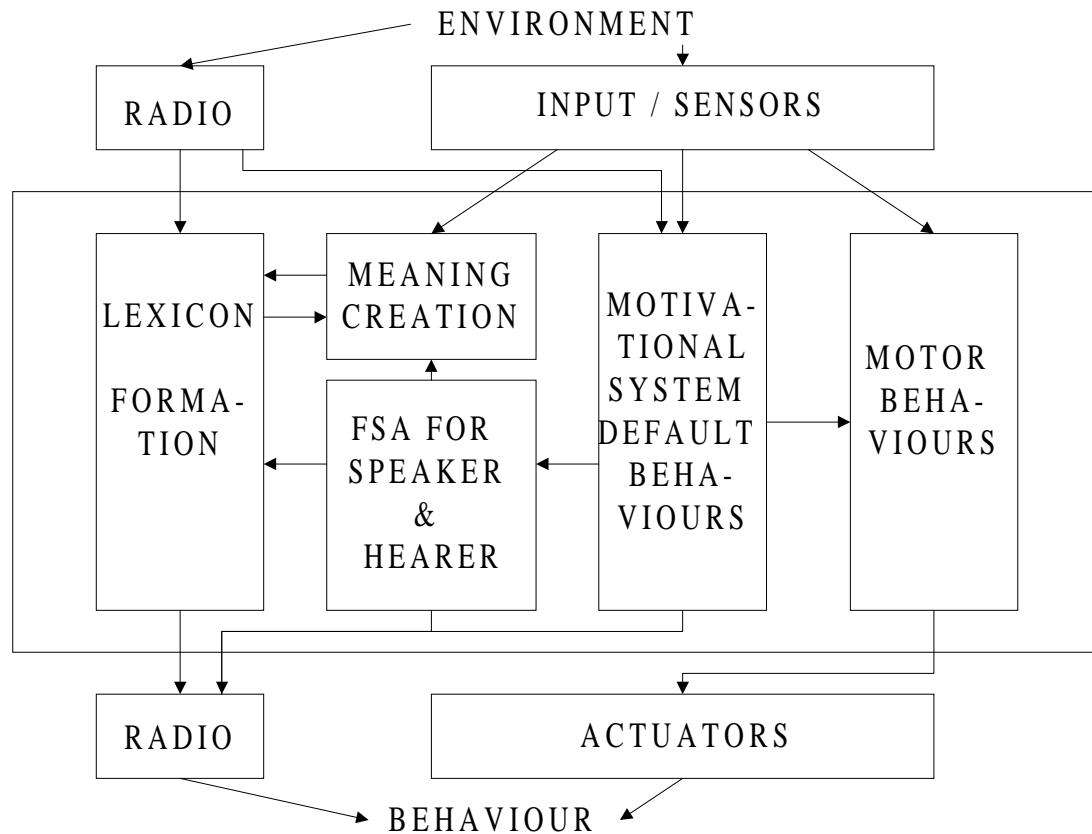 ENVIRONMENT
RADIO
INPUT / SENSORS
LEXICON
FORMA-
TION
MEANING
CREATION
FSA FOR
SPEAKER
&
HEARER
MOTIVA-
TIONAL
SYSTEM
DEFAULT
BEHA-
VIOURS
MOTOR
BEHA-
VIOURS
RADIO
ACTUATORS
BEHAVIOUR